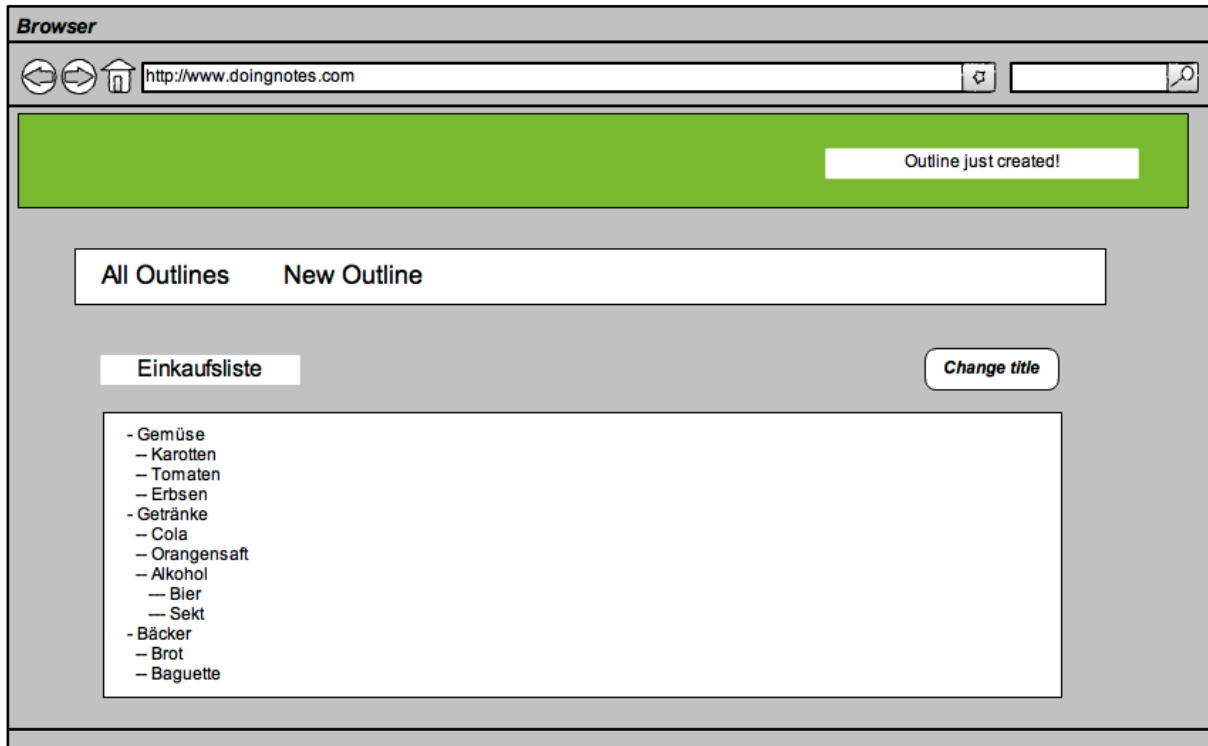 Browser
http://www.doingnotes.com
Outline just created!
All Outlines New Outline
Einkaufsliste Change title
- Gemüse
-- Karotten
-- Tomaten
-- Erbsen
- Getränke
-- Cola
-- Orangensaft
-- Alkohol
--- Bier
--- Sekt
- Bäcker
-- Brot
-- Baguette